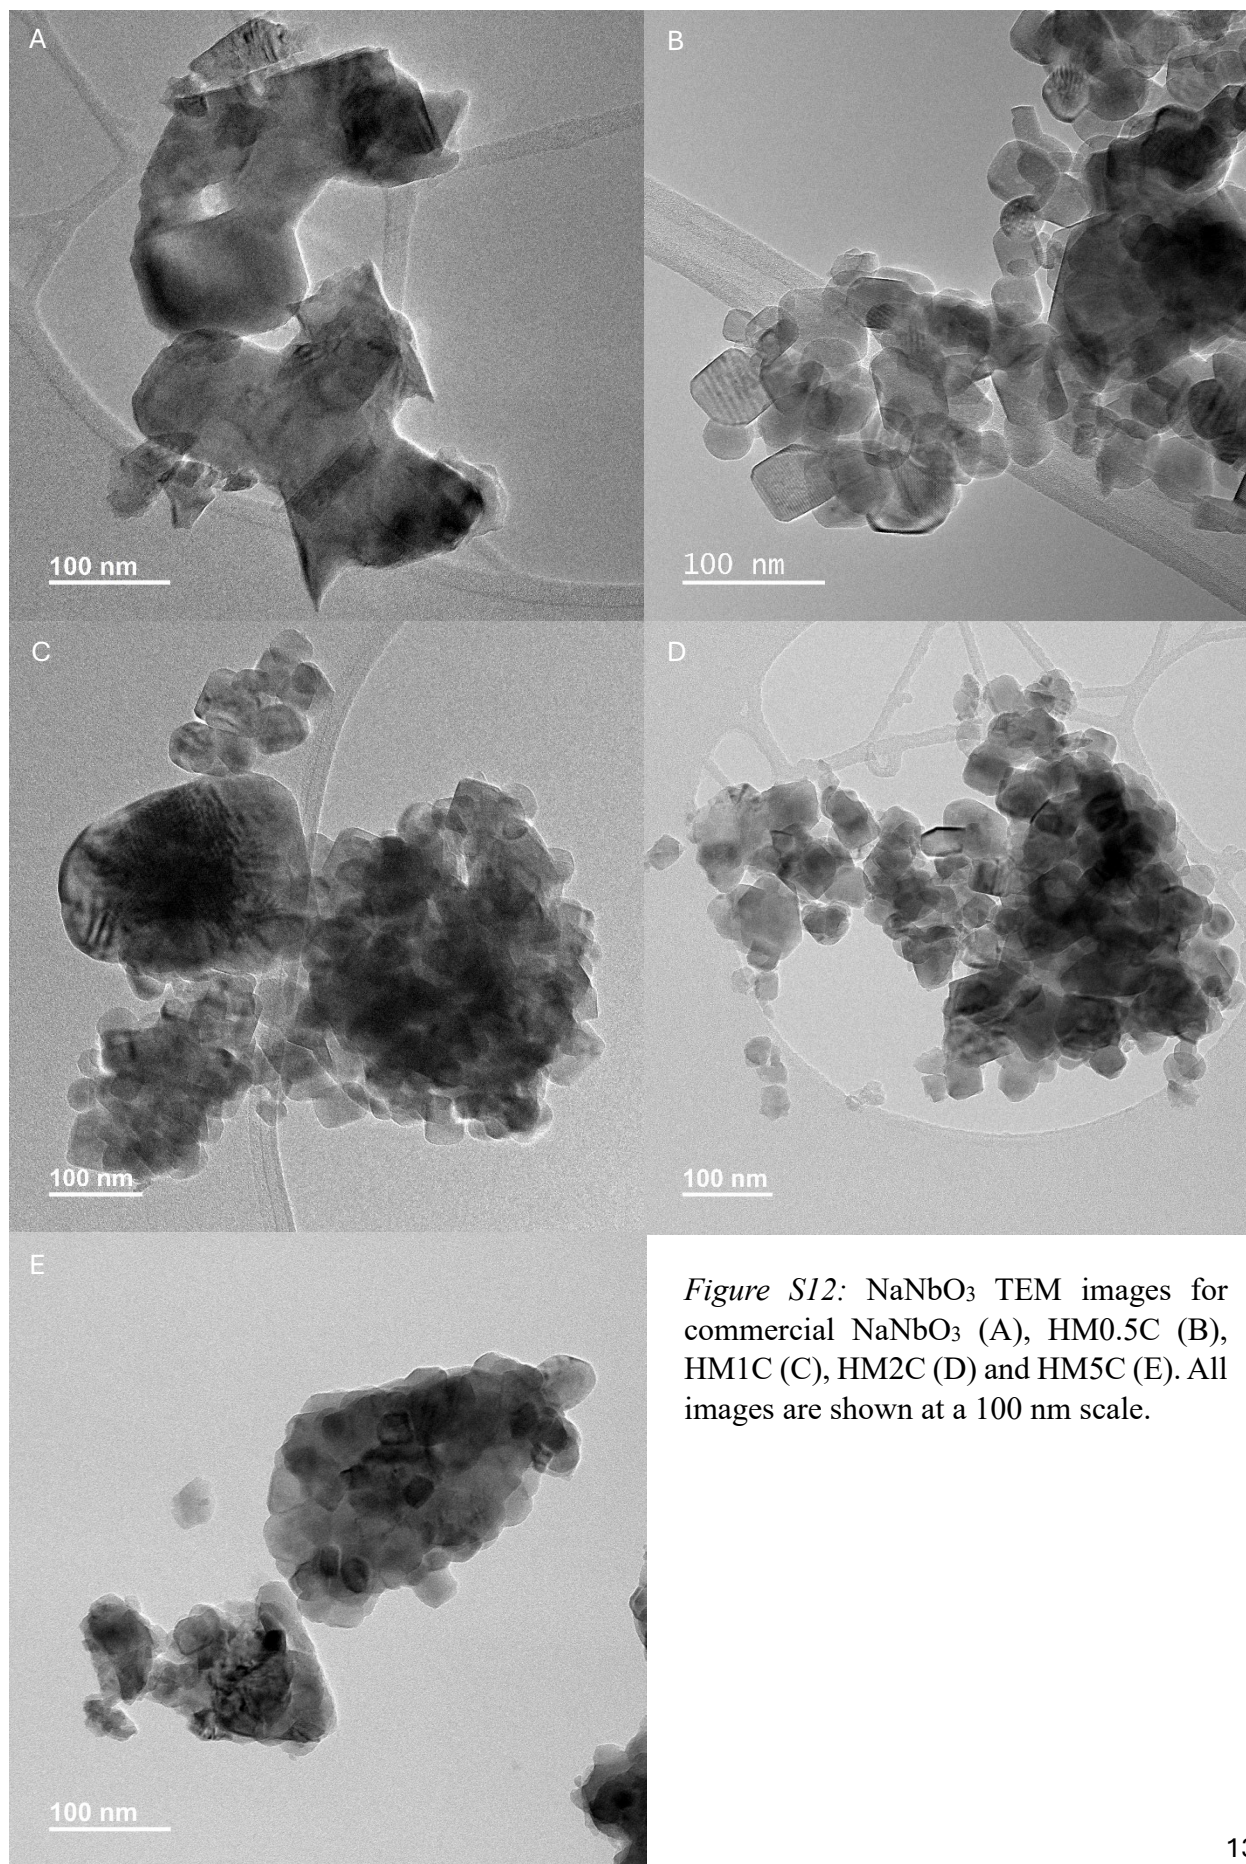 A
B
100 nm
100 nm
C
D
100 nm
100 nm
E
Figure S12: NaNbO₃ TEM images for
commercial NaNbO₃ (A), HM0.5C (B),
HM1C (C), HM2C (D) and HM5C (E). All
images are shown at a 100 nm scale.
100 nm
13